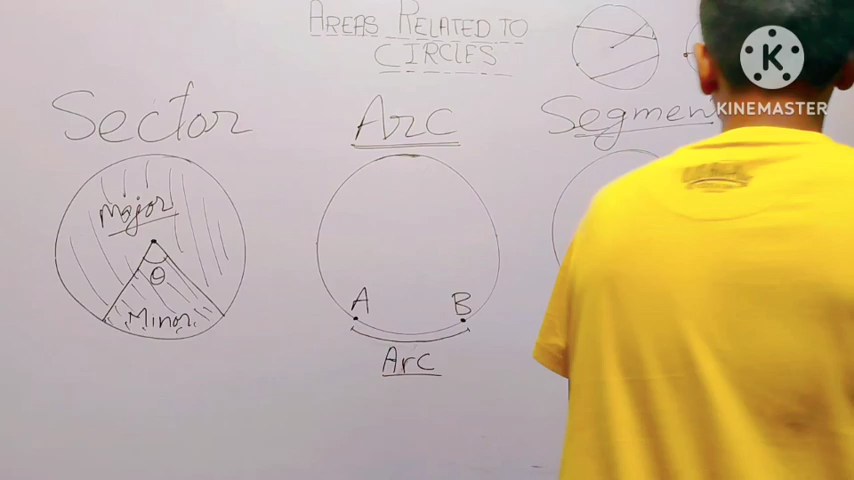 AREAS RELATED TO
CIRCLES
Sector
Arc
Segmen
Major
θ
Minor
A
B
Arc
K
KINEMASTER